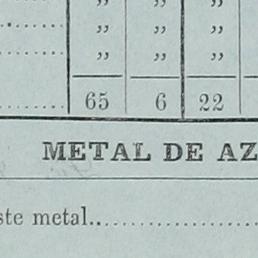 " " "
" " "
" " "
65 6 22
METAL DE AZ
ste metal..